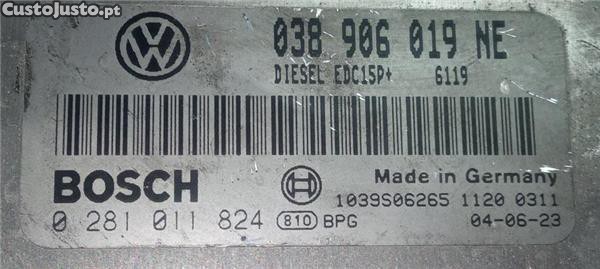 CustoJusto.pt
VW
038 906 019 NE
DIESEL EDC15P+ 6119
BOSCH
Made in Germany
1039S06265 1120 0311
0 281 011 824 810 BPG 04-06-23